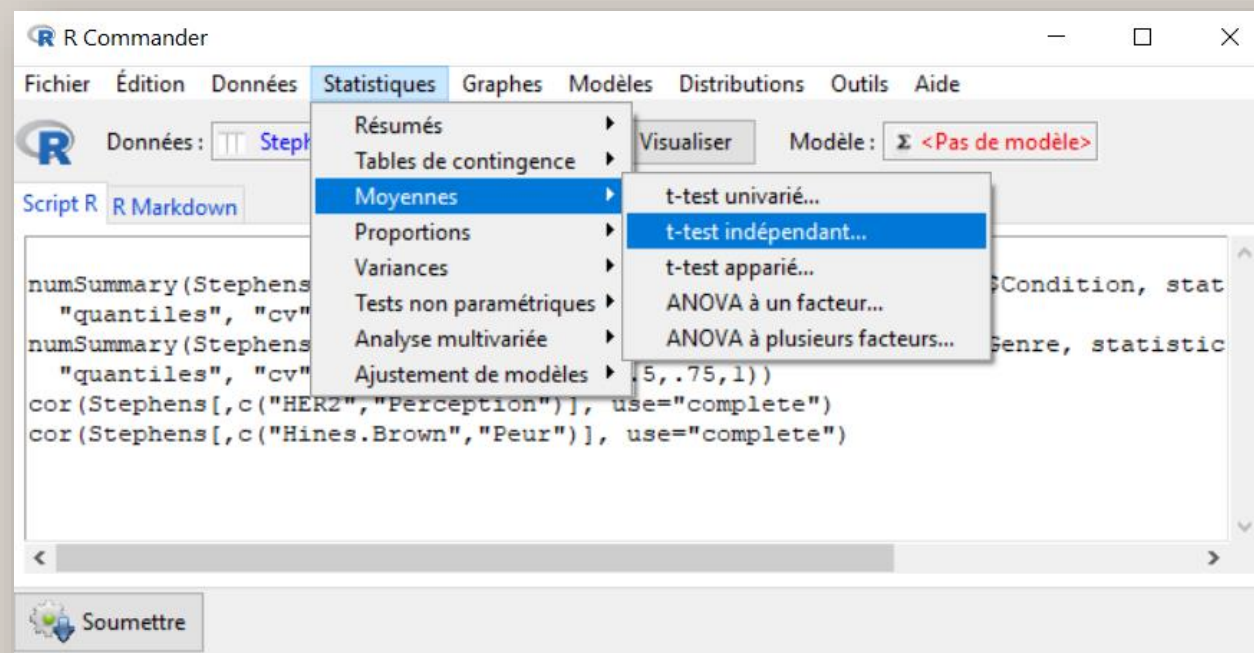 R Commander
Fichier Édition Données Statistiques Graphes Modèles Distributions Outils Aide
Données : Steph Visualiser Modèle : Σ <Pas de modèle>
Script R R Markdown
Résumés
Tables de contingence
Moyennes
Proportions
Variances
Tests non paramétriques
Analyse multivariée
Ajustement de modèles
t-test univarié...
t-test indépendant...
t-test apparié...
ANOVA à un facteur...
ANOVA à plusieurs facteurs...
numSummary(Stephens $Condition, stat
"quantiles", "cv"
numSummary(Stephens Genre, statistic
"quantiles", "cv" .5,.75,1))
cor(Stephens[,c("HER2","Perception")], use="complete")
cor(Stephens[,c("Hines.Brown","Peur")], use="complete")
Soumettre